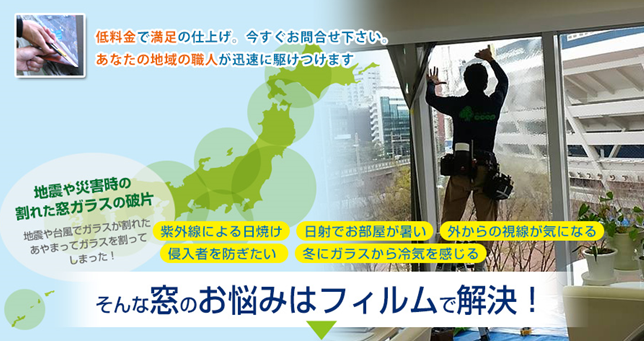 低料金で満足の仕上げ。今すぐお問合せ下さい。
あなたの地域の職人が迅速に駆けつけます
地震や災害時の
割れた窓ガラスの破片
地震や台風でガラスが割れた
あやまってガラスを割って
しまった！
紫外線による日焼け　日射でお部屋が暑い　外からの視線が気になる
侵入者を防ぎたい　冬にガラスから冷気を感じる
そんな窓のお悩みはフィルムで解決！